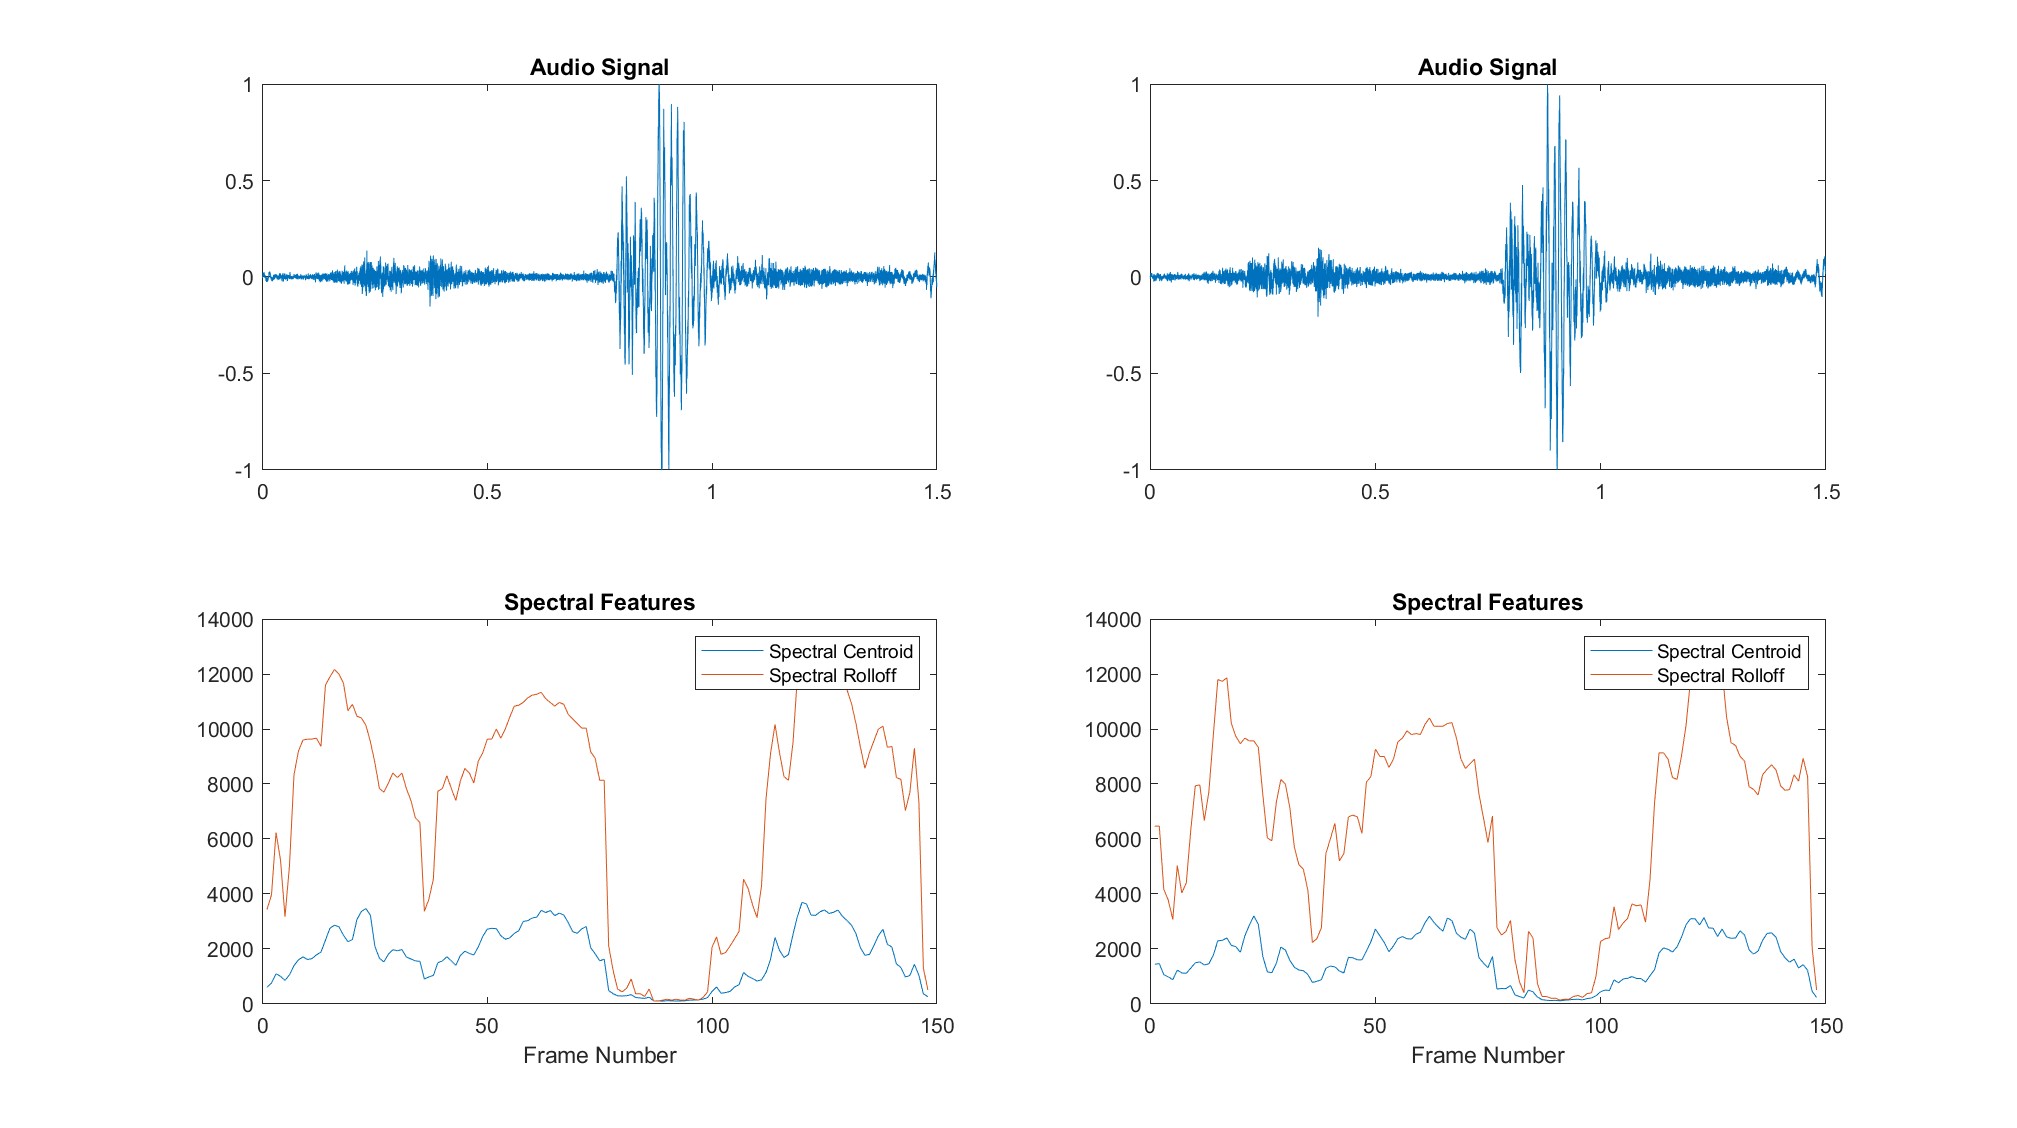 Audio Signal
1
0.5
0
-0.5
-1
0 0.5 1 1.5
Audio Signal
1
0.5
0
-0.5
-1
0 0.5 1 1.5
Spectral Features
14000
12000
10000
8000
6000
4000
2000
0
Spectral Centroid
Spectral Rolloff
0 50 100 150
Frame Number
Spectral Features
14000
12000
10000
8000
6000
4000
2000
0
Spectral Centroid
Spectral Rolloff
0 50 100 150
Frame Number